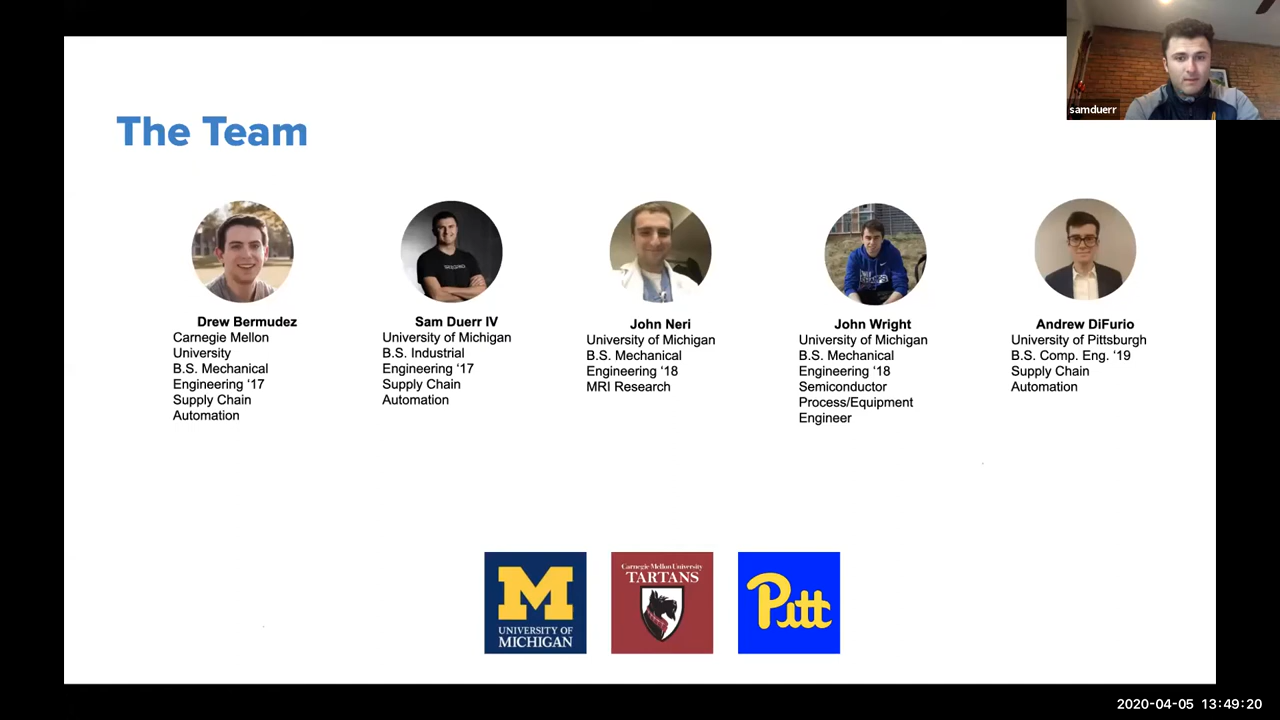 samduerr
The Team
Drew Bermudez
Carnegie Mellon
University
B.S. Mechanical
Engineering ‘17
Supply Chain
Automation
Sam Duerr IV
University of Michigan
B.S. Industrial
Engineering ‘17
Supply Chain
Automation
John Neri
University of Michigan
B.S. Mechanical
Engineering ‘18
MRI Research
John Wright
University of Michigan
B.S. Mechanical
Engineering ‘18
Semiconductor
Process/Equipment
Engineer
Andrew DiFurio
University of Pittsburgh
B.S. Comp. Eng. ‘19
Supply Chain
Automation
M
UNIVERSITY OF
MICHIGAN
Carnegie Mellon University
TARTANS
Pitt
2020-04-05 13:49:20